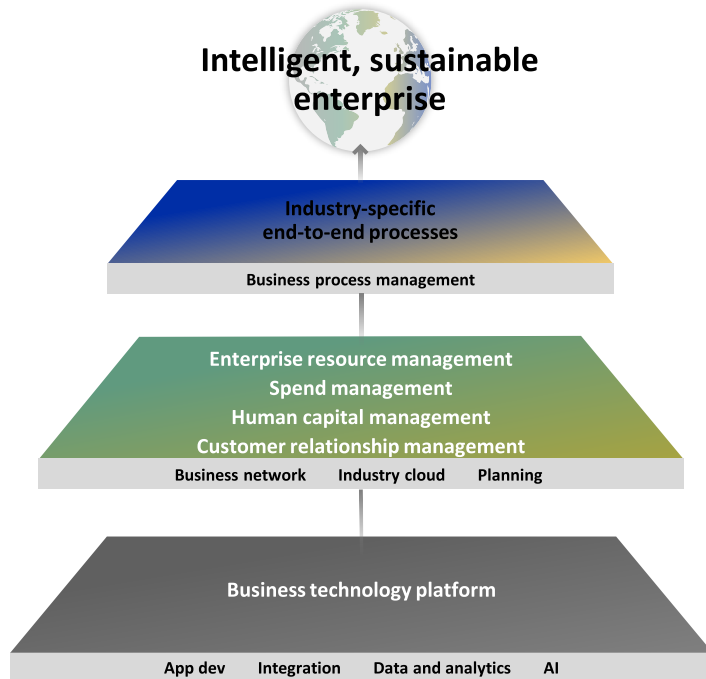 Intelligent, sustainable
enterprise
Industry-specific
end-to-end processes
Business process management
Enterprise resource management
Spend management
Human capital management
Customer relationship management
Business network Industry cloud Planning
Business technology platform
App dev Integration Data and analytics AI